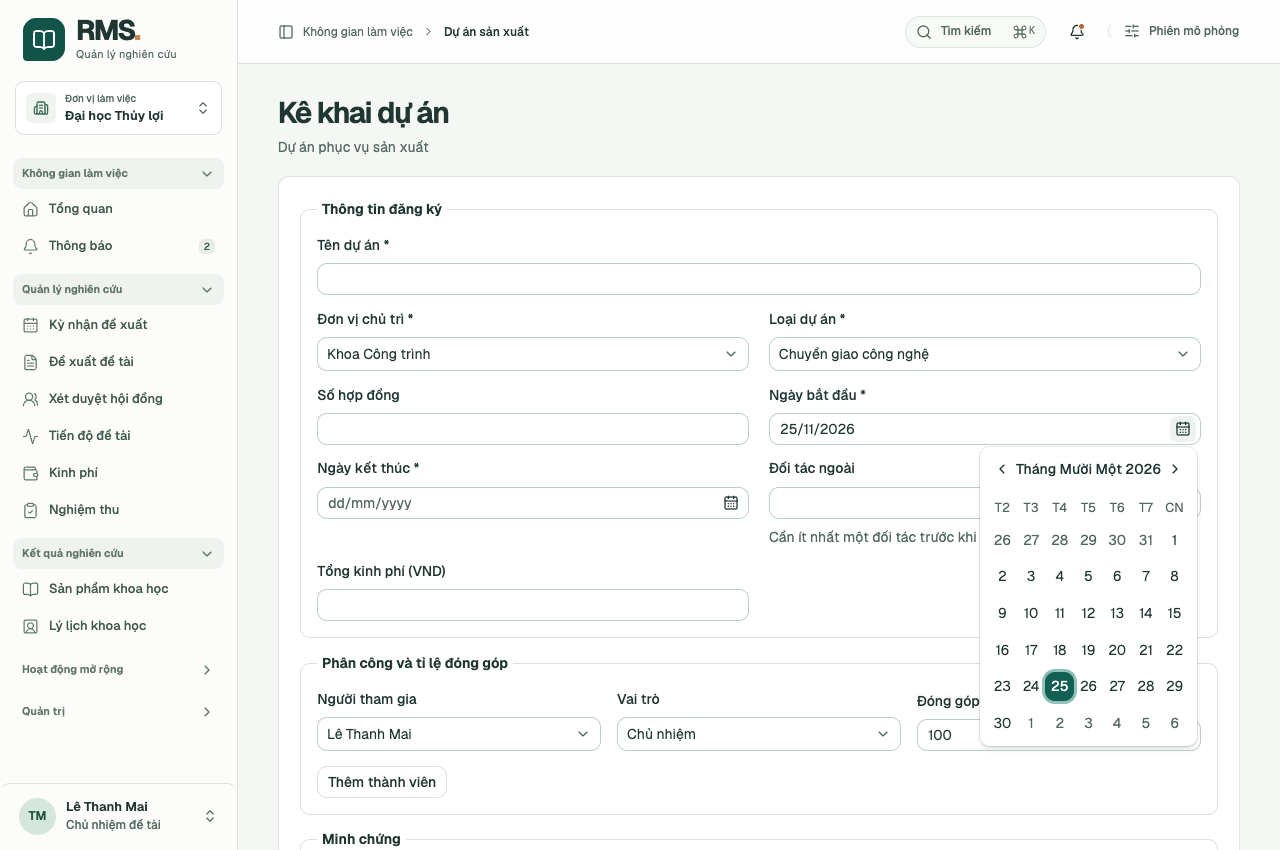 RMS.
Quản lý nghiên cứu
Đơn vị làm việc
Đại học Thủy lợi
Không gian làm việc
Tổng quan
Thông báo
2
Quản lý nghiên cứu
Kỳ nhận đề xuất
Đề xuất đề tài
Xét duyệt hội đồng
Tiến độ đề tài
Kinh phí
Nghiệm thu
Kết quả nghiên cứu
Sản phẩm khoa học
Lý lịch khoa học
Hoạt động mở rộng
Quản trị
TM
Lê Thanh Mai
Chủ nhiệm đề tài
Không gian làm việc > Dự án sản xuất
Tìm kiếm ⌘K
Phiên mô phỏng
Kê khai dự án
Dự án phục vụ sản xuất
Thông tin đăng ký
Tên dự án *
Đơn vị chủ trì *
Khoa Công trình
Loại dự án *
Chuyển giao công nghệ
Số hợp đồng
Ngày bắt đầu *
25/11/2026
Ngày kết thúc *
dd/mm/yyyy
Đối tác ngoài
Cần ít nhất một đối tác trước khi
Tổng kinh phí (VND)
Tháng Mười Một 2026
T2 T3 T4 T5 T6 T7 CN
26 27 28 29 30 31 1
2 3 4 5 6 7 8
9 10 11 12 13 14 15
16 17 18 19 20 21 22
23 24 25 26 27 28 29
30 1 2 3 4 5 6
Phân công và tỉ lệ đóng góp
Người tham gia
Lê Thanh Mai
Vai trò
Chủ nhiệm
Đóng góp
100
Thêm thành viên
Minh chứng